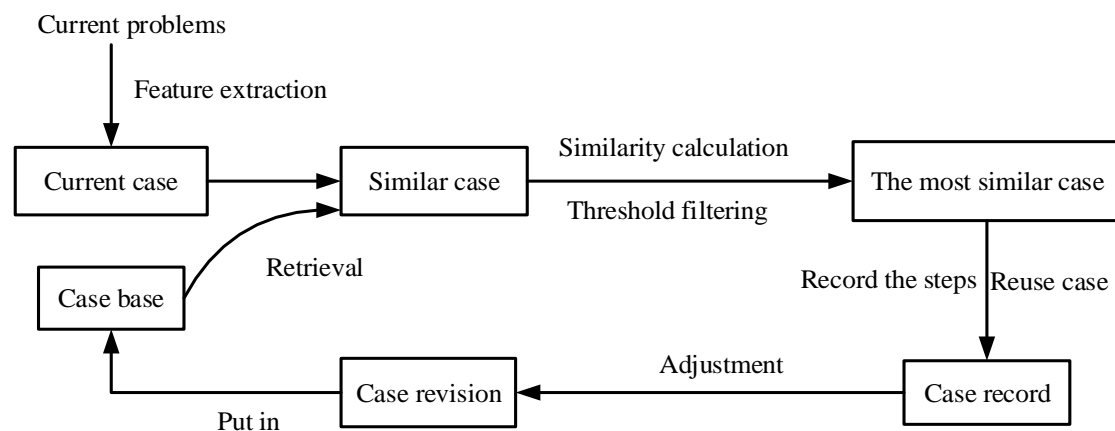 Current problems
Feature extraction
Current case
Similar case
Similarity calculation
Threshold filtering
The most similar case
Retrieval
Case base
Record the steps
Reuse case
Adjustment
Case revision
Case record
Put in